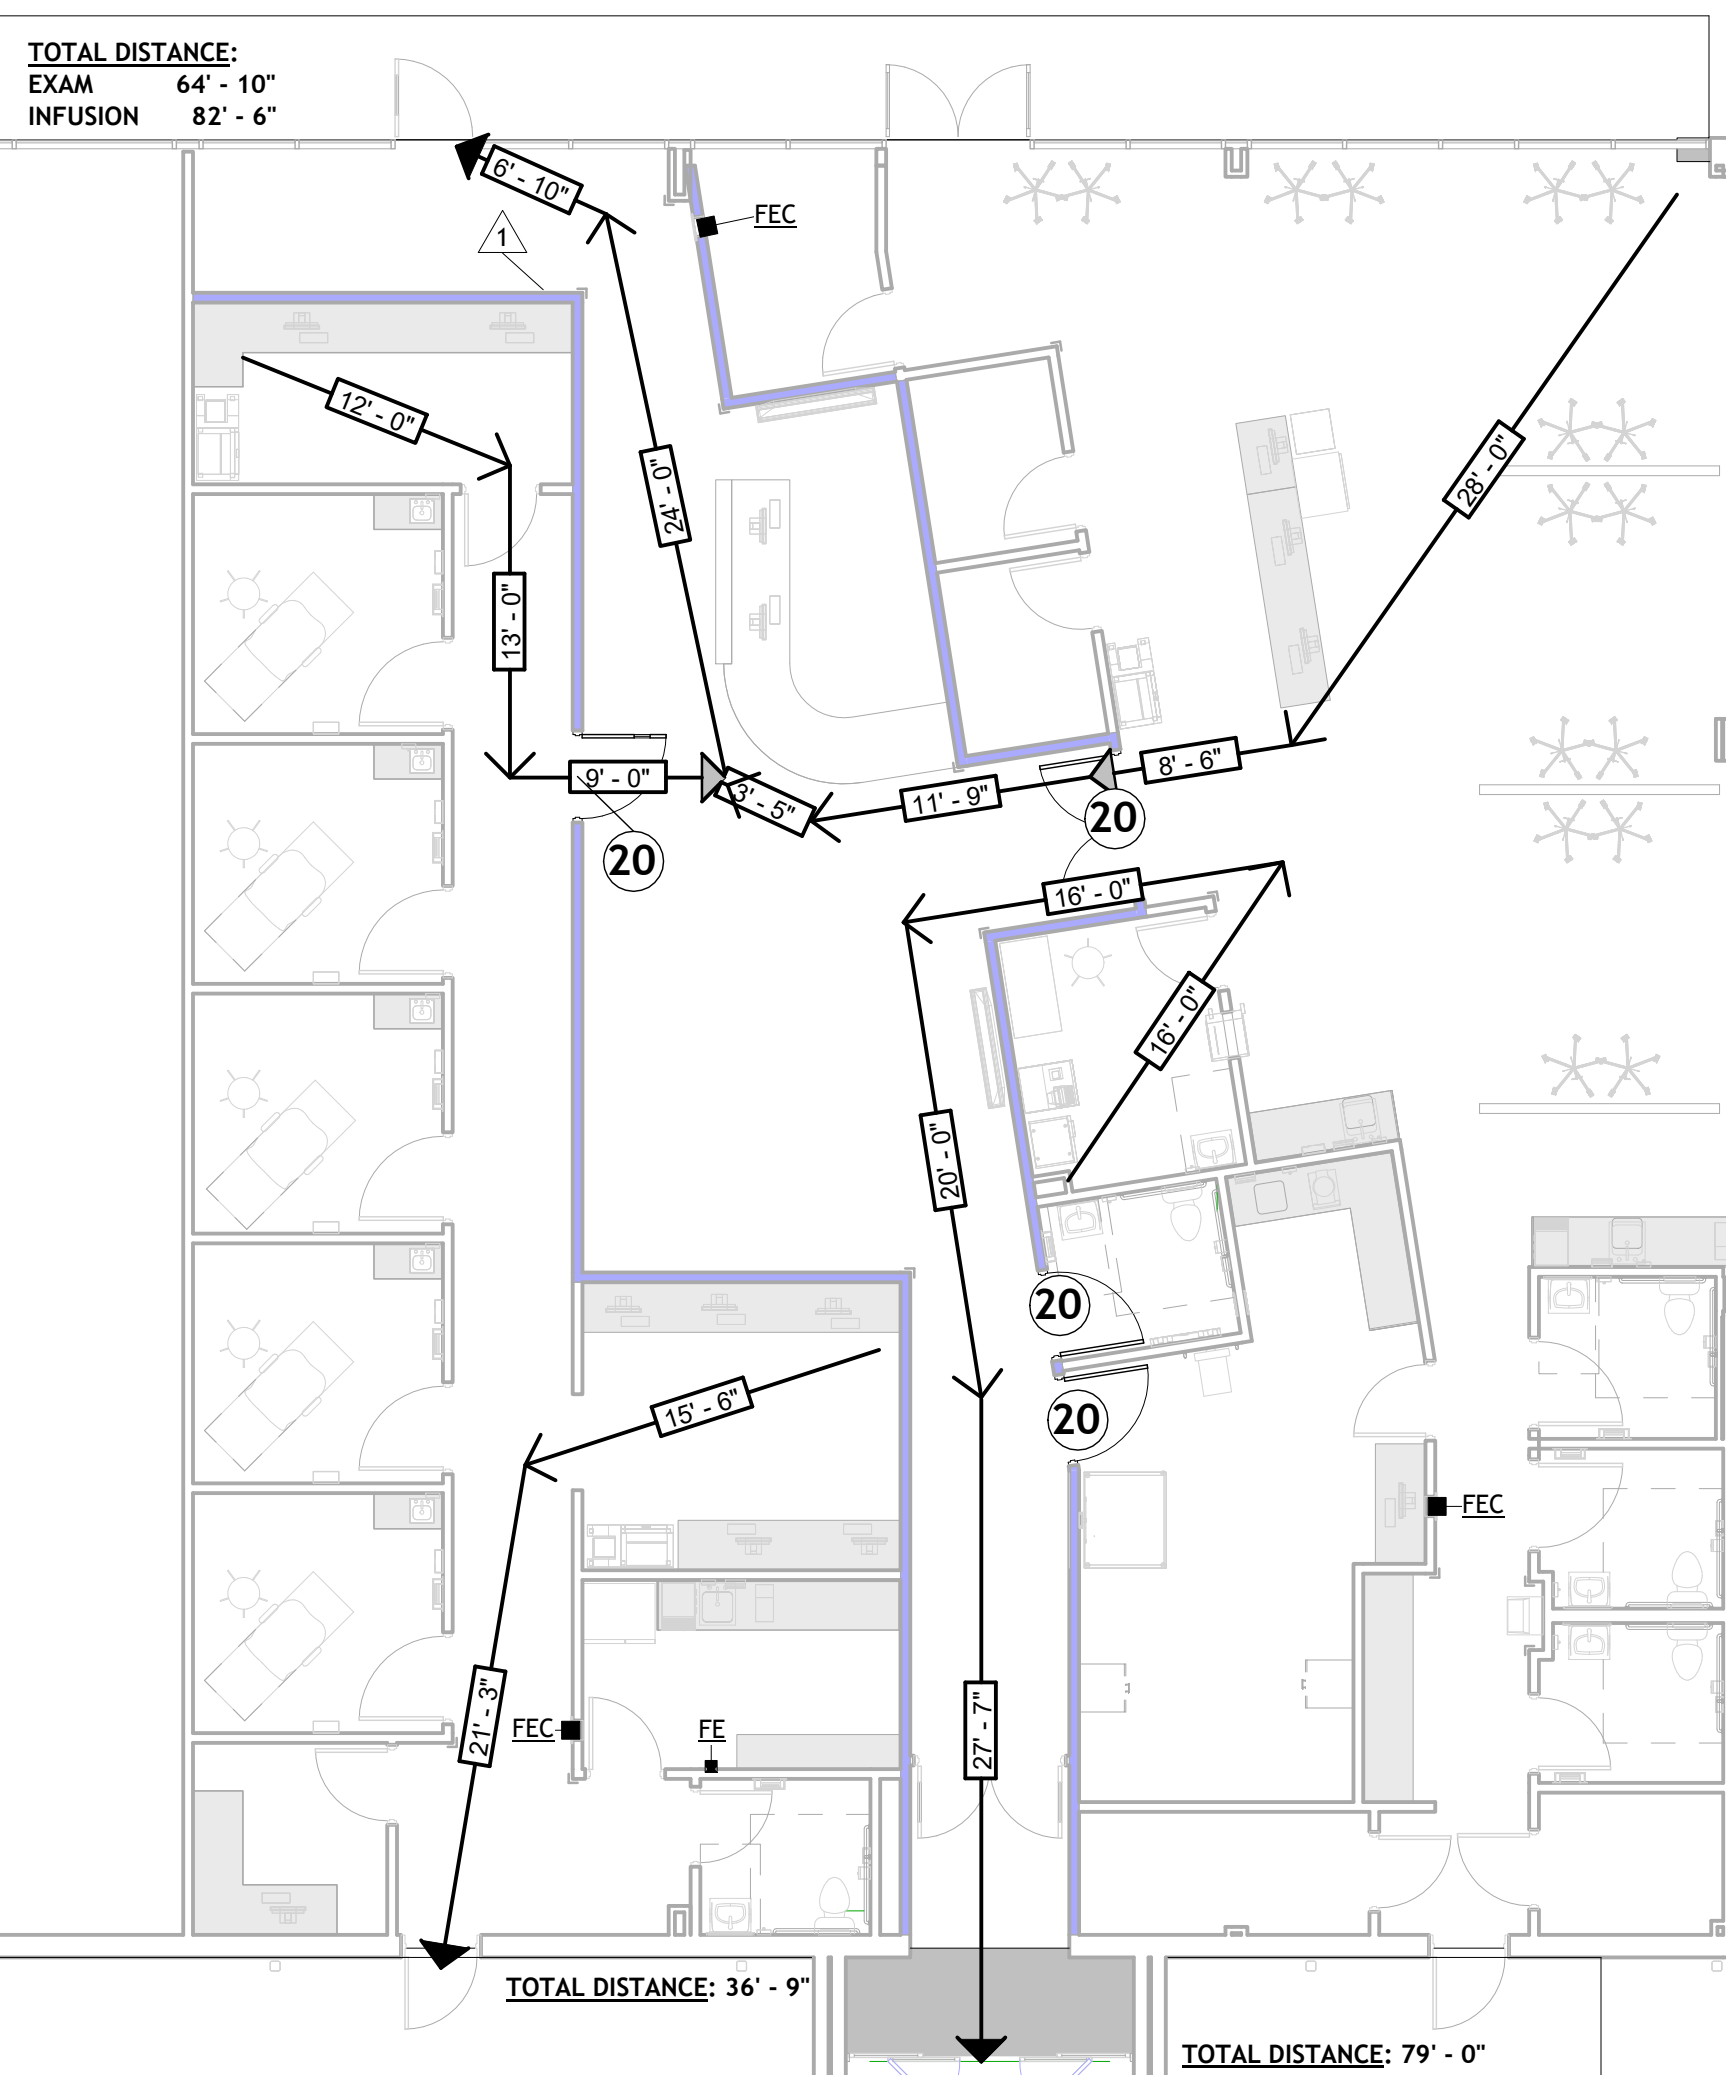 TOTAL DISTANCE:
EXAM 64' - 10"
INFUSION 82' - 6"
6' - 10"
FEC
1
12' - 0"
24' - 0"
28' - 0"
13' - 0"
9' - 0"
3' - 5"
11' - 9"
8' - 6"
20
20
16' - 0"
16' - 0"
20' - 0"
20
15' - 6"
20
FEC
21' - 3"
FEC
FE
27' - 7"
TOTAL DISTANCE: 36' - 9"
TOTAL DISTANCE: 79' - 0"